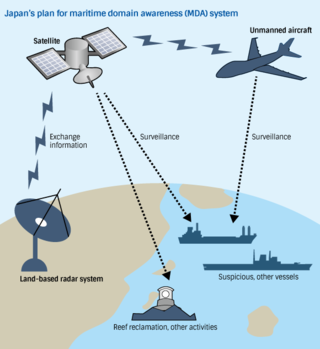 Japan's plan for maritime domain awareness (MDA) system
Satellite
Unmanned aircraft
Exchange
information
Surveillance
Surveillance
Land-based radar system
Suspicious, other vessels
Reef reclamation, other activities